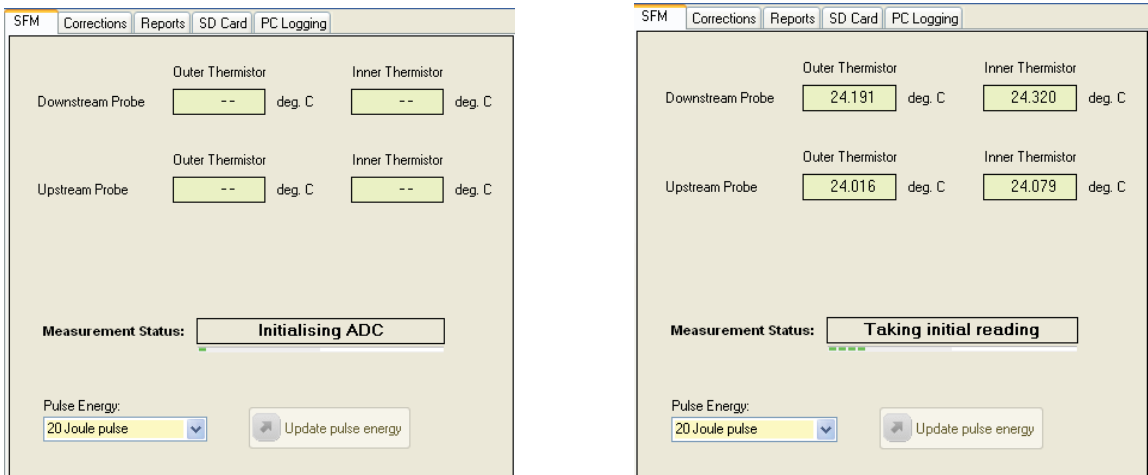 SFM Corrections Reports SD Card PC Logging
Outer Thermistor Inner Thermistor
Downstream Probe -- deg. C -- deg. C
Outer Thermistor Inner Thermistor
Upstream Probe -- deg. C -- deg. C
Measurement Status: Initialising ADC
Pulse Energy:
20 Joule pulse Update pulse energy
SFM Corrections Reports SD Card PC Logging
Outer Thermistor Inner Thermistor
Downstream Probe 24.191 deg. C 24.320 deg. C
Outer Thermistor Inner Thermistor
Upstream Probe 24.016 deg. C 24.079 deg. C
Measurement Status: Taking initial reading
Pulse Energy:
20 Joule pulse Update pulse energy